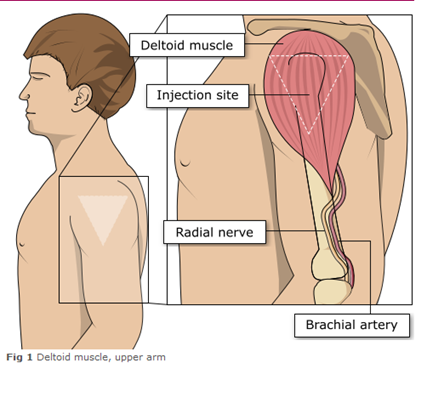 Deltoid muscle
Injection site
Radial nerve
Brachial artery
Fig 1 Deltoid muscle, upper arm